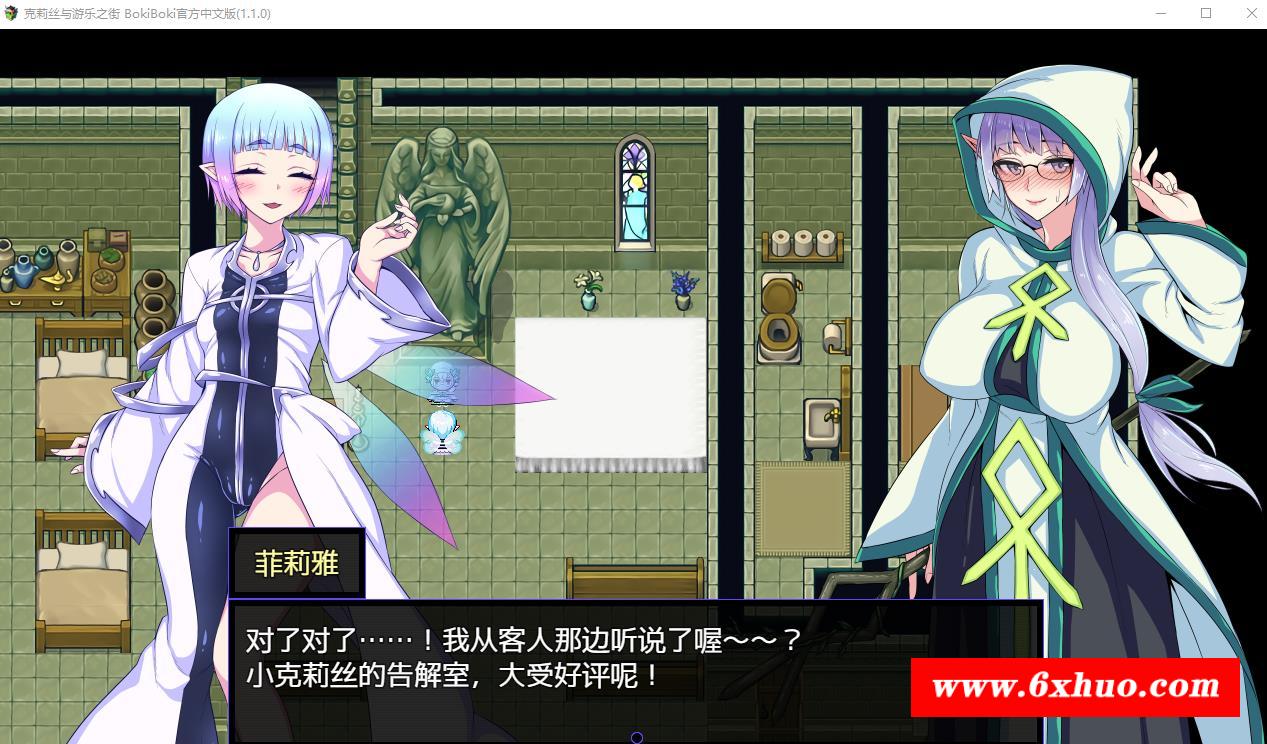 克莉丝与游乐之街 BokiBoki官方中文版(1.1.0)
菲莉雅
对了对了……！我从客人那边听说了喔～～？
小克莉丝的告解室，大受好评呢！
www.6xhuo.com